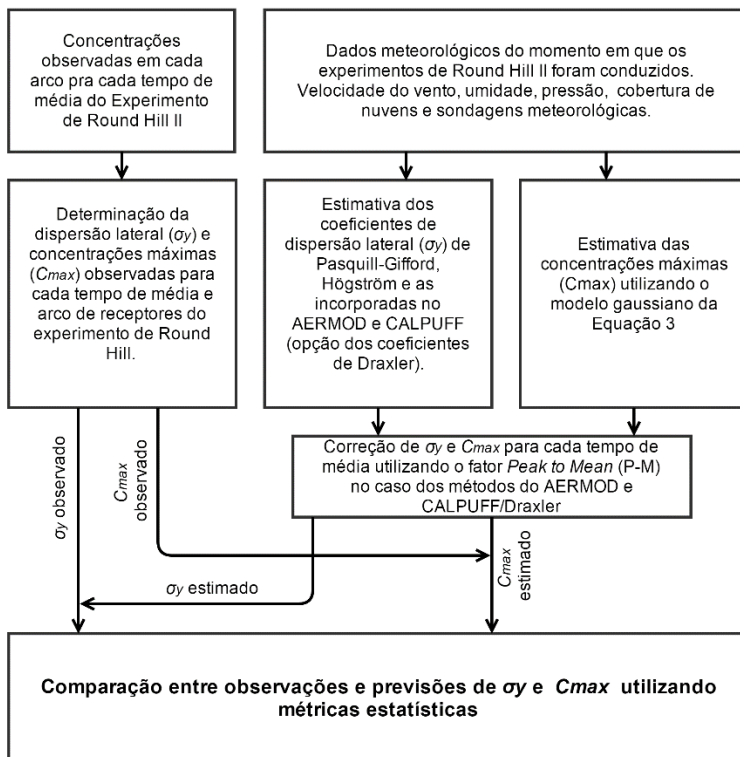 Concentrações
observadas em cada
arco pra cada tempo de
média do Experimento
de Round Hill II
Dados meteorológicos do momento em que os
experimentos de Round Hill II foram conduzidos.
Velocidade do vento, umidade, pressão, cobertura de
nuvens e sondagens meteorológicas.
Determinação da
dispersão lateral (σy) e
concentrações máximas
(Cmax) observadas para
cada tempo de média e
arco de receptores do
experimento de Round
Hill.
Estimativa dos
coeficientes de
dispersão lateral (σy) de
Pasquill-Gifford,
Högström e as
incorporadas no
AERMOD e CALPUFF
(opção dos coeficientes
de Draxler).
Estimativa das
concentrações máximas
(Cmax) utilizando o
modelo gaussiano da
Equação 3
Correção de σy e Cmax para cada tempo de
média utilizando o fator Peak to Mean (P-M)
no caso dos métodos do AERMOD e
CALPUFF/Draxler
σy observado
Cmax
observado
σy estimado
Cmax
estimado
Comparação entre observações e previsões de σy e Cmax utilizando
métricas estatísticas